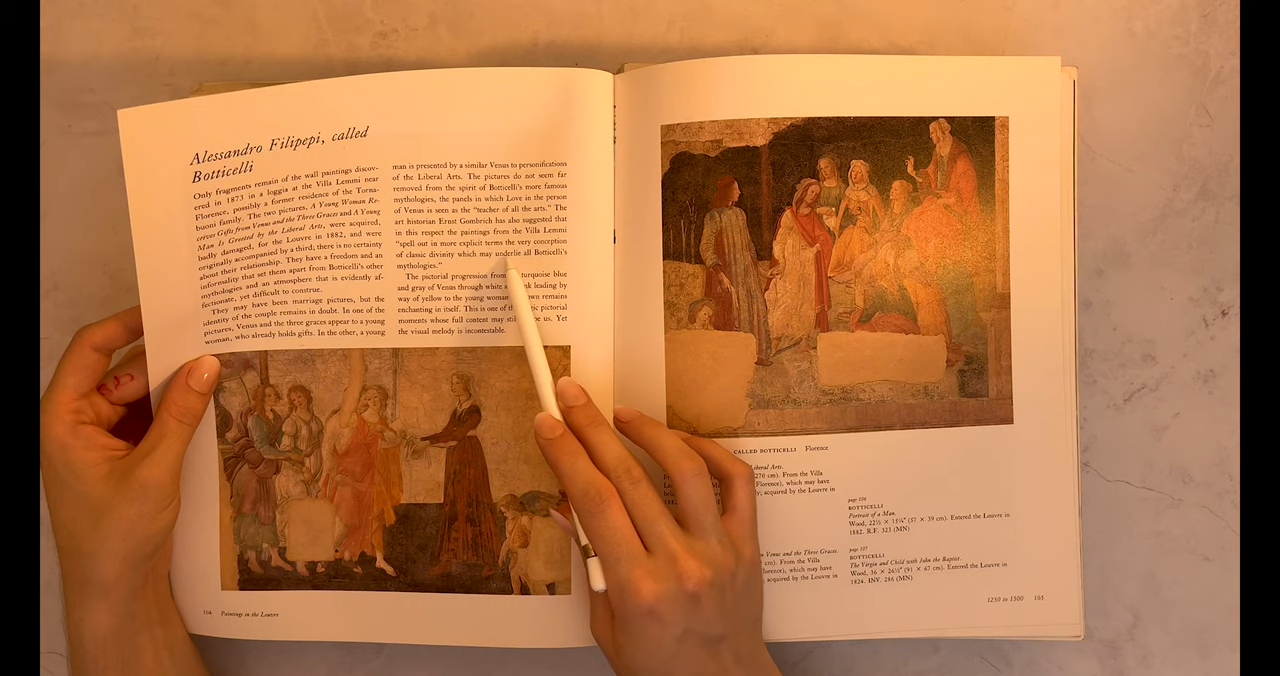 Alessandro Filipepi, called
Botticelli
Only fragments remain of the wall paintings discov-
ered in 1873 in a loggia at the Villa Lemmi near
Florence, possibly a former residence of the Torna-
buoni family. The two pictures, A Young Woman Re-
ceives Gifts from Venus and the Three Graces and A Young
Man Is Greeted by the Liberal Arts, were acquired,
badly damaged, for the Louvre in 1882, and were
originally accompanied by a third; there is no certainty
about their relationship. They have a freedom and an
informality that set them apart from Botticelli's other
mythologies and an atmosphere that is evidently af-
fectionate, yet difficult to construe.
They may have been marriage pictures, but the
identity of the couple remains in doubt. In one of the
pictures, Venus and the three graces appear to a young
woman, who already holds gifts. In the other, a young
man is presented by a similar Venus to personifications
of the Liberal Arts. The pictures do not seem far
removed from the spirit of Botticelli's more famous
mythologies, the panels in which Love in the person
of Venus is seen as the "teacher of all the arts." The
art historian Ernst Gombrich has also suggested that
in this respect the paintings from the Villa Lemmi
"spell out in more explicit terms the very conception
of classic divinity which may underlie all Botticelli's
mythologies."
The pictorial progression from turquoise blue
and gray of Venus through white leading by
way of yellow to the young woman remains
enchanting in itself. This is one of pictorial
moments whose full content may us. Yet
the visual melody is incontestable.
104 Paintings in the Louvre
CALLED BOTTICELLI Florence
Liberal Arts.
270 cm). From the Villa
Florence), which may have
acquired by the Louvre in
Venus and the Three Graces.
cm). From the Villa
which may have
acquired by the Louvre in
page 106
BOTTICELLI
Portrait of a Man.
Wood, 22½ × 15¼" (57 × 39 cm). Entered the Louvre in
1882. R.F. 323 (MN)
page 107
BOTTICELLI
The Virgin and Child with John the Baptist.
Wood, 36 × 26½" (91 × 67 cm). Entered the Louvre in
1824. INV. 286 (MN)
1250 to 1500 105